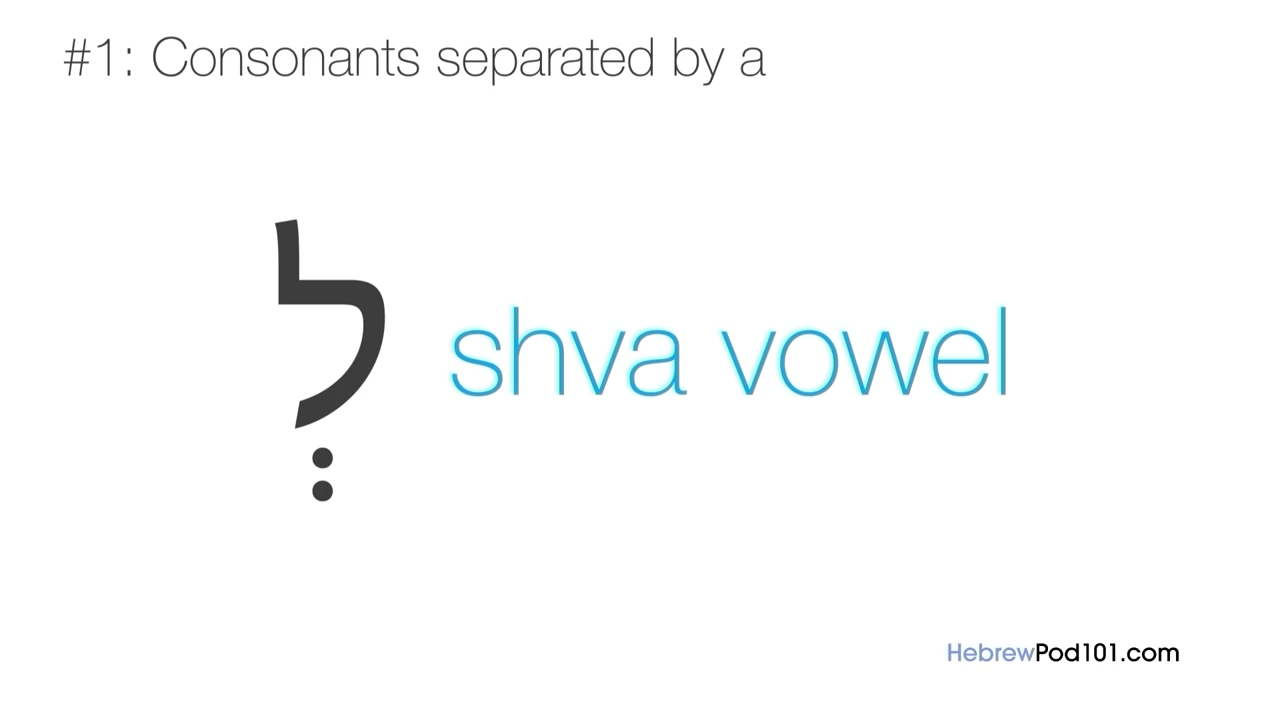 #1: Consonants separated by a
לְ shva vowel
HebrewPod101.com